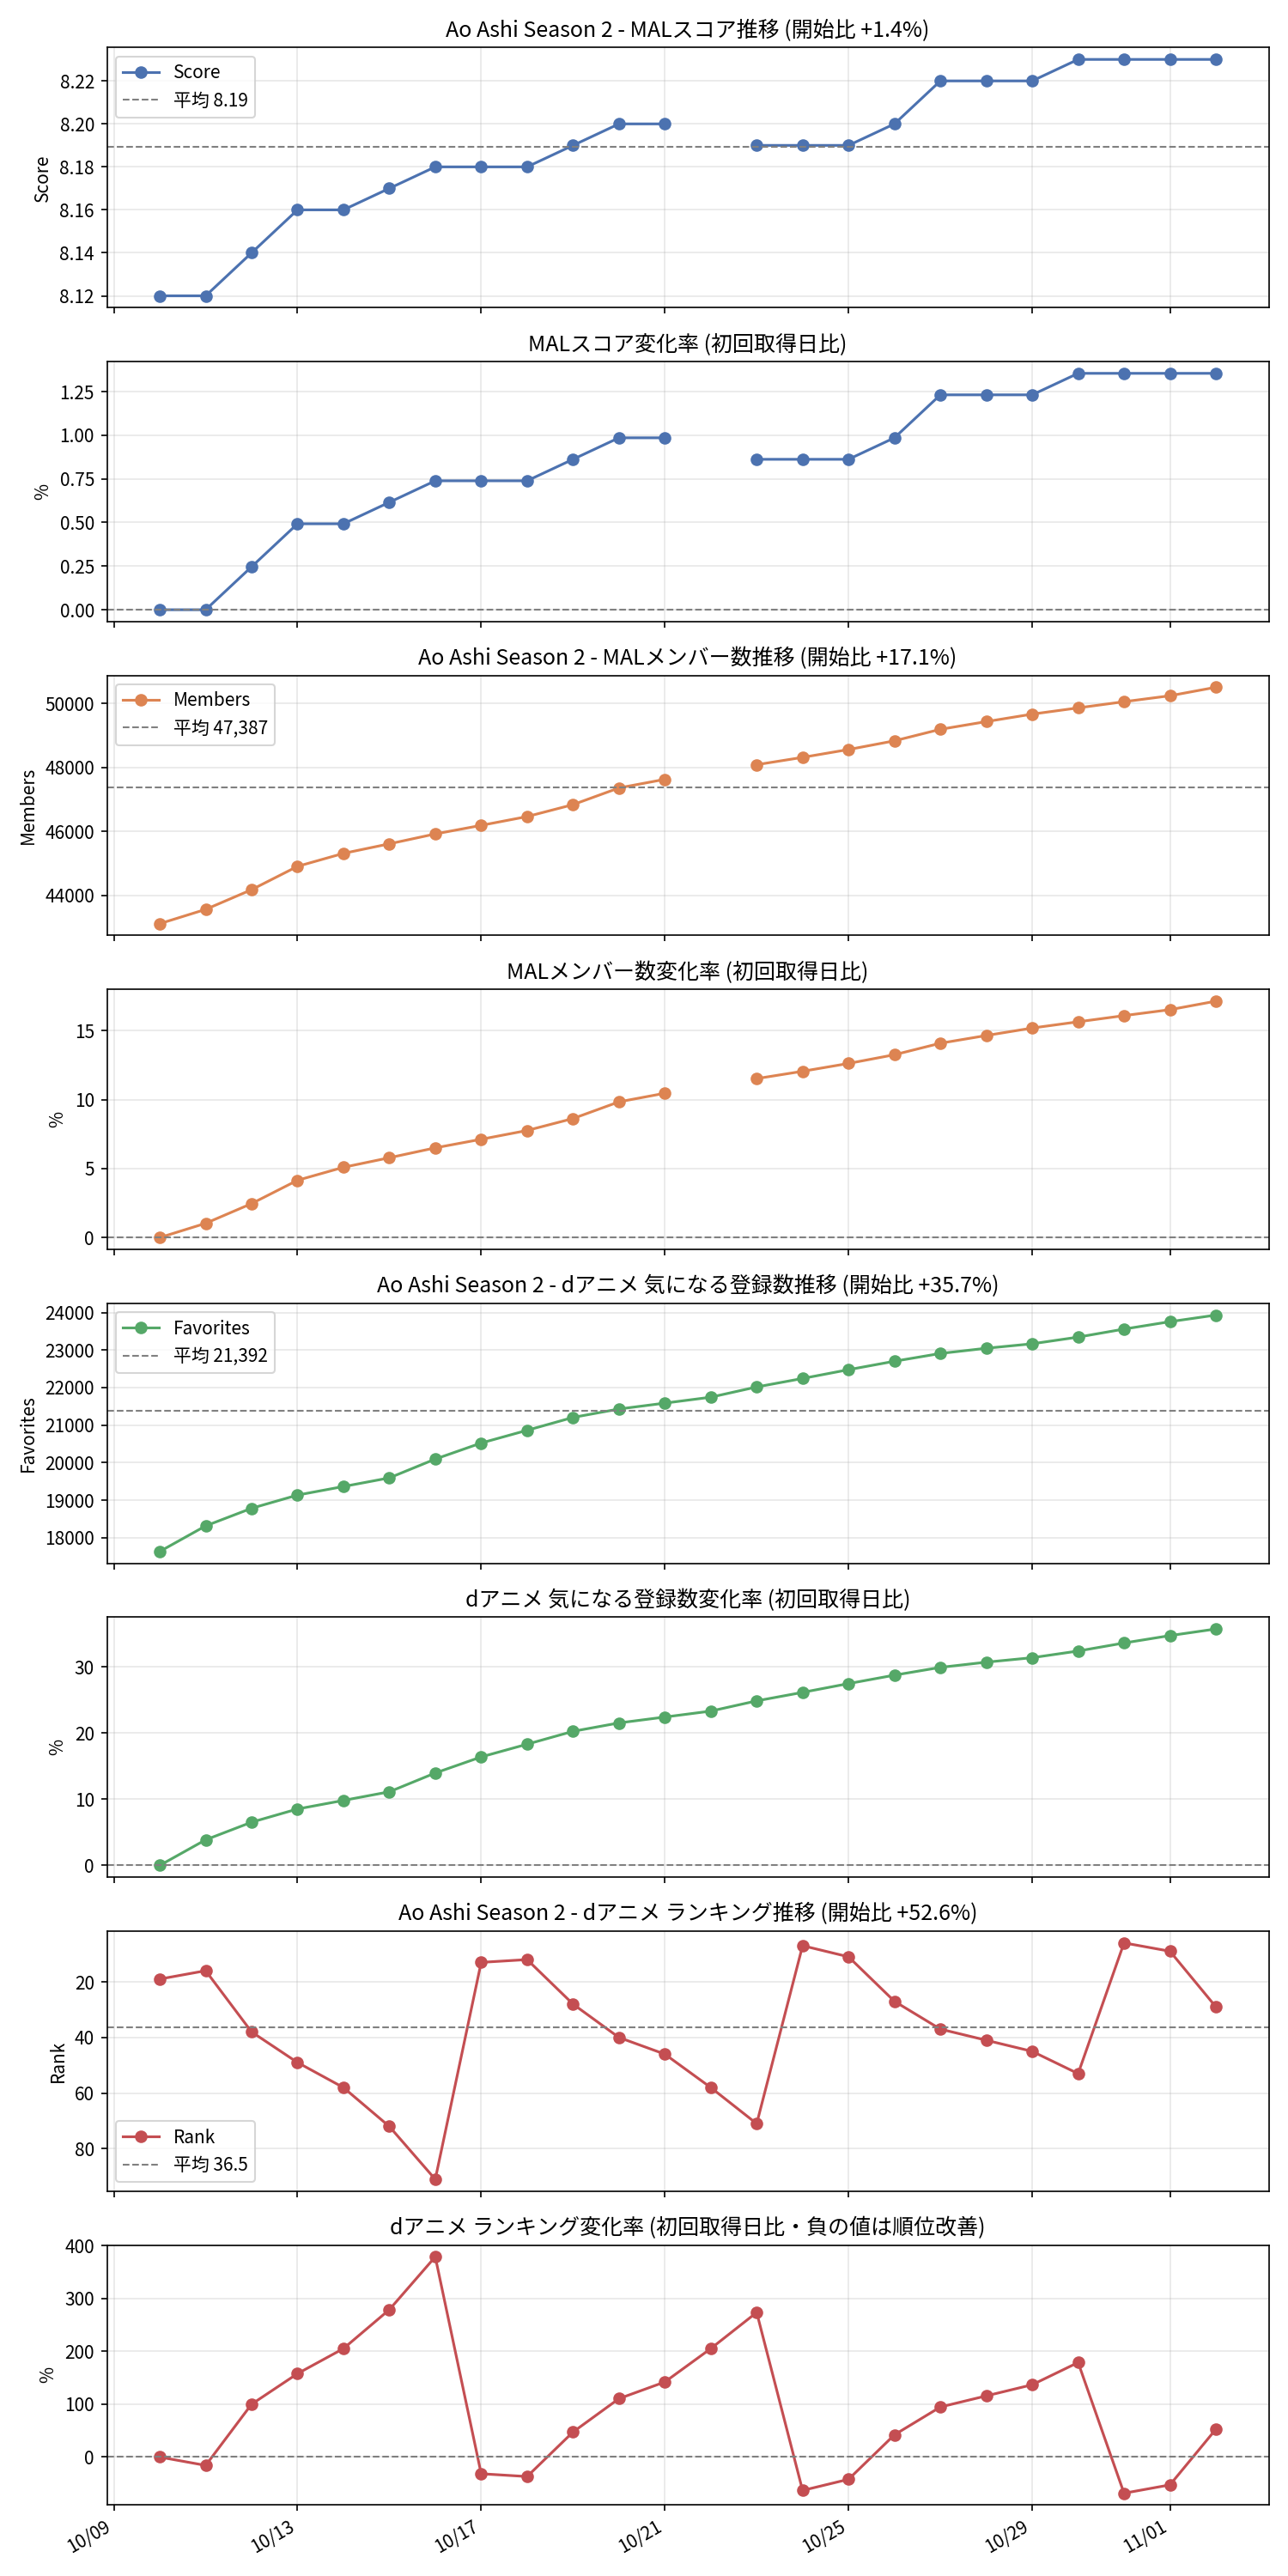 Ao Ashi Season 2 - MALスコア推移 (開始比 +1.4%)
Score
平均 8.19
Score
8.22
8.20
8.18
8.16
8.14
8.12
MALスコア変化率 (初回取得日比)
%
1.25
1.00
0.75
0.50
0.25
0.00
Ao Ashi Season 2 - MALメンバー数推移 (開始比 +17.1%)
Members
平均 47,387
Members
50000
48000
46000
44000
MALメンバー数変化率 (初回取得日比)
%
15
10
5
0
Ao Ashi Season 2 - dアニメ 気になる登録数推移 (開始比 +35.7%)
Favorites
平均 21,392
Favorites
24000
23000
22000
21000
20000
19000
18000
dアニメ 気になる登録数変化率 (初回取得日比)
%
30
20
10
0
Ao Ashi Season 2 - dアニメ ランキング推移 (開始比 +52.6%)
Rank
20
40
60
80
Rank
平均 36.5
dアニメ ランキング変化率 (初回取得日比・負の値は順位改善)
%
400
300
200
100
0
10/09
10/13
10/17
10/21
10/25
10/29
11/01